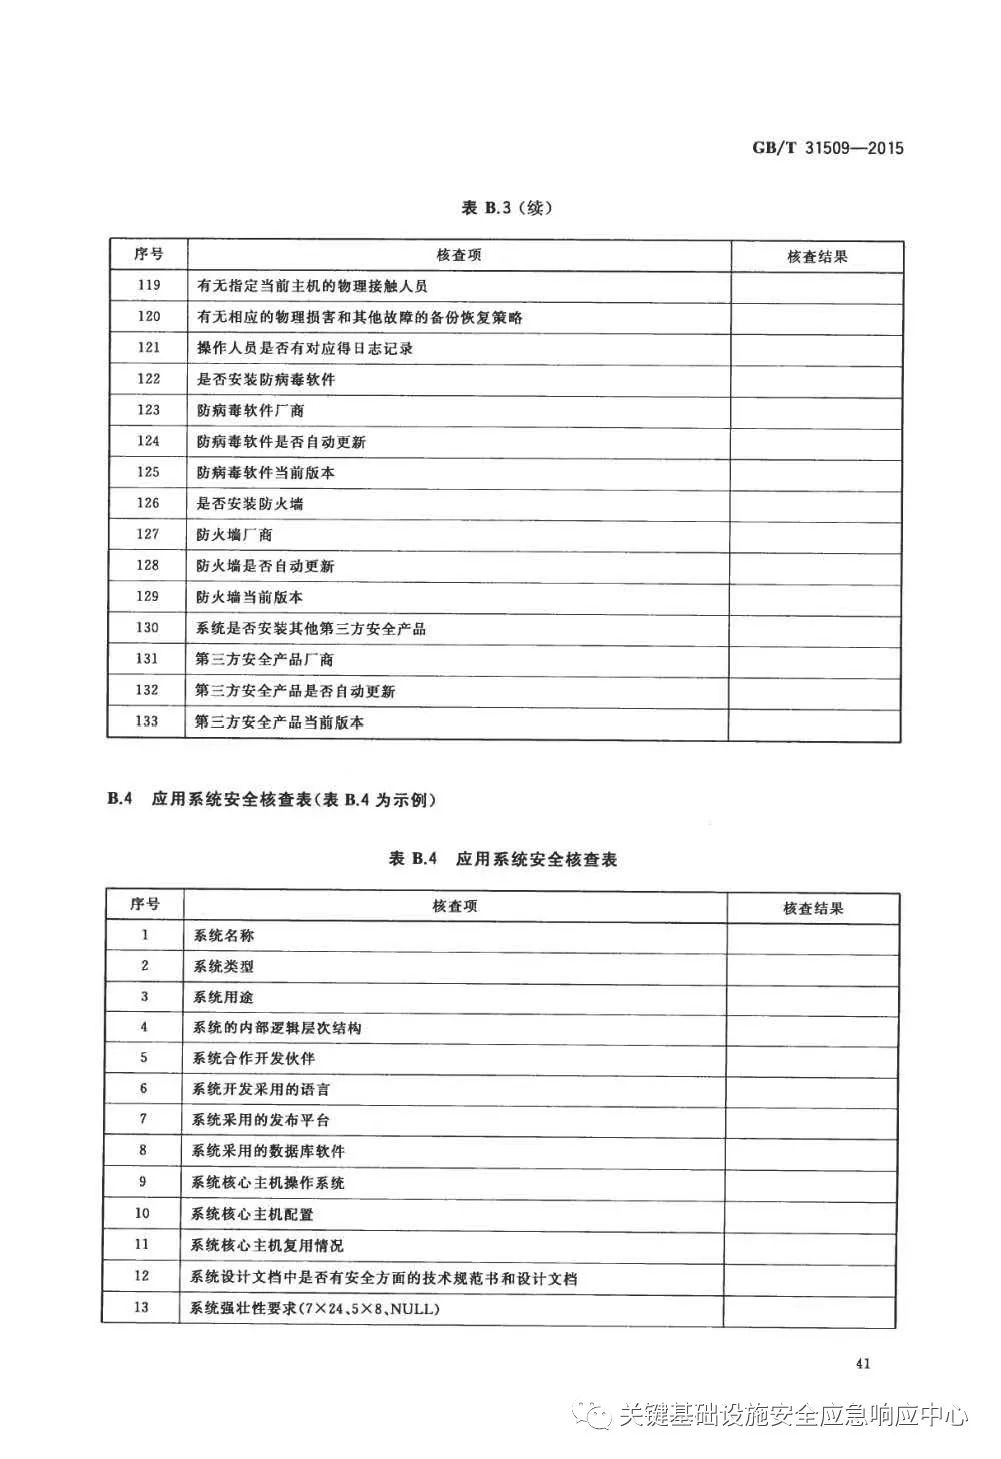 GB/T 31509—2015
表 B.3（续）
序号 核查项 核查结果
119 有无指定当前主机的物理接触人员
120 有无相应的物理损害和其他故障的备份恢复策略
121 操作人员是否有对应得日志记录
122 是否安装防病毒软件
123 防病毒软件厂商
124 防病毒软件是否自动更新
125 防病毒软件当前版本
126 是否安装防火墙
127 防火墙厂商
128 防火墙是否自动更新
129 防火墙当前版本
130 系统是否安装其他第三方安全产品
131 第三方安全产品厂商
132 第三方安全产品是否自动更新
133 第三方安全产品当前版本
B.4 应用系统安全核查表(表 B.4 为示例)
表 B.4 应用系统安全核查表
序号 核查项 核查结果
1 系统名称
2 系统类型
3 系统用途
4 系统的内部逻辑层次结构
5 系统合作开发伙伴
6 系统开发采用的语言
7 系统采用的发布平台
8 系统采用的数据库软件
9 系统核心主机操作系统
10 系统核心主机配置
11 系统核心主机复用情况
12 系统设计文档中是否有安全方面的技术规范书和设计文档
13 系统强壮性要求(7×24、5×8、NULL)
41
关键基础设施安全应急响应中心